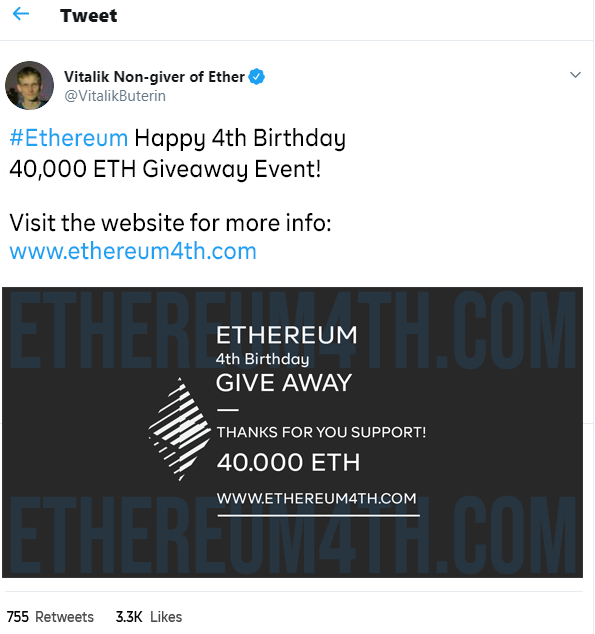 Tweet
Vitalik Non-giver of Ether
@VitalikButerin
#Ethereum Happy 4th Birthday
40,000 ETH Giveaway Event!
Visit the website for more info:
www.ethereum4th.com
ETHEREUM4TH.COM
ETHEREUM
4th Birthday
GIVE AWAY
THANKS FOR YOU SUPPORT!
40.000 ETH
WWW.ETHEREUM4TH.COM
ETHEREUM4TH.COM
755 Retweets 3.3K Likes